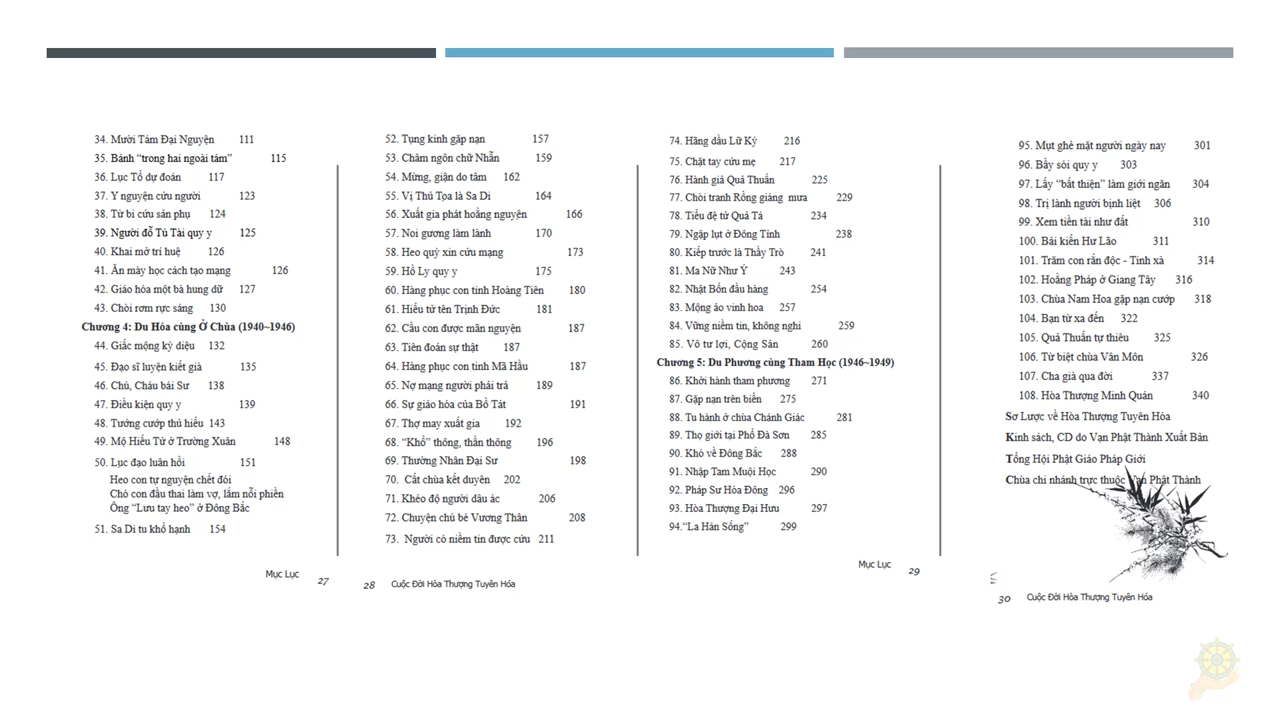 34. Mười Tám Đại Nguyện 111
35. Bánh “trong hai ngoài tám” 115
36. Lục Tổ dự đoán 117
37. Y nguyện cứu người 123
38. Từ bi cứu sản phụ 124
39. Người đỗ Tú Tài quy y 125
40. Khai mở trí huệ 126
41. Ăn mày học cách tạo mạng 126
42. Giáo hóa một bà hung dữ 127
43. Chòi rơm rực sáng 130
Chương 4: Du Hóa cùng Ở Chùa (1940~1946)
44. Giấc mộng kỳ diệu 132
45. Đạo sĩ luyện kiết già 135
46. Chú, Cháu bái Sư 138
47. Điều kiện quy y 139
48. Tướng cướp thủ hiếu 143
49. Mộ Hiếu Tử ở Trường Xuân 148
50. Lục đạo luân hồi 151
Heo con tự nguyện chết đói
Chó con đầu thai làm vợ, lắm nỗi phiền
Ông “Lưu tay heo” ở Đông Bắc
51. Sa Di tu khổ hạnh 154
Mục Lục 27
52. Tụng kinh gặp nạn 157
53. Châm ngôn chữ Nhẫn 159
54. Mừng, giận do tâm 162
55. Vị Thủ Tọa là Sa Di 164
56. Xuất gia phát hoằng nguyện 166
57. Noi gương làm lành 170
58. Heo quỳ xin cứu mạng 173
59. Hồ Ly quy y 175
60. Hàng phục con tinh Hoàng Tiên 180
61. Hiếu tử tên Trịnh Đức 181
62. Cầu con được mãn nguyện 187
63. Tiên đoán sự thật 187
64. Hàng phục con tinh Mã Hầu 187
65. Nợ mạng người phải trả 189
66. Sự giáo hóa của Bồ Tát 191
67. Thợ may xuất gia 192
68. “Khổ” thông, thần thông 196
69. Thường Nhân Đại Sư 198
70. Cất chùa kết duyên 202
71. Khéo độ người dâu ác 206
72. Chuyện chú bé Vương Thân 208
73. Người có niềm tin được cứu 211
28 Cuộc Đời Hòa Thượng Tuyên Hóa
74. Hãng dầu Lữ Ký 216
75. Chặt tay cứu mẹ 217
76. Hành giả Quả Thuấn 225
77. Chòi tranh Rồng giáng mưa 229
78. Tiểu đệ tử Quả Tá 234
79. Ngập lụt ở Đông Tỉnh 238
80. Kiếp trước là Thầy Trò 241
81. Ma Nữ Như Ý 243
82. Nhật Bổn đầu hàng 254
83. Mộng ảo vinh hoa 257
84. Vững niềm tin, không nghi 259
85. Vô tư lợi, Cộng Sản 260
Chương 5: Du Phương cùng Tham Học (1946~1949)
86. Khởi hành tham phương 271
87. Gặp nạn trên biển 275
88. Tu hành ở chùa Chánh Giác 281
89. Thọ giới tại Phổ Đà Sơn 285
90. Khó về Đông Bắc 288
91. Nhập Tam Muội Học 290
92. Pháp Sư Hóa Đông 296
93. Hòa Thượng Đại Hưu 297
94.“La Hán Sống” 299
Mục Lục 29
95. Mụt ghẻ mặt người ngày nay 301
96. Bầy sói quy y 303
97. Lấy “bất thiện” làm giới ngăn 304
98. Trị lành người bịnh liệt 306
99. Xem tiền tài như đất 310
100. Bái kiến Hư Lão 311
101. Trăm con rắn độc - Tinh xà 314
102. Hoằng Pháp ở Giang Tây 316
103. Chùa Nam Hoa gặp nạn cướp 318
104. Bạn từ xa đến 322
105. Quả Thuấn tự thiêu 325
106. Từ biệt chùa Vân Môn 326
107. Cha già qua đời 337
108. Hòa Thượng Minh Quán 340
Sơ Lược về Hòa Thượng Tuyên Hóa
Kinh sách, CD do Vạn Phật Thành Xuất Bản
Tổng Hội Phật Giáo Pháp Giới
Chùa chi nhánh trực thuộc Vạn Phật Thành
30 Cuộc Đời Hòa Thượng Tuyên Hóa